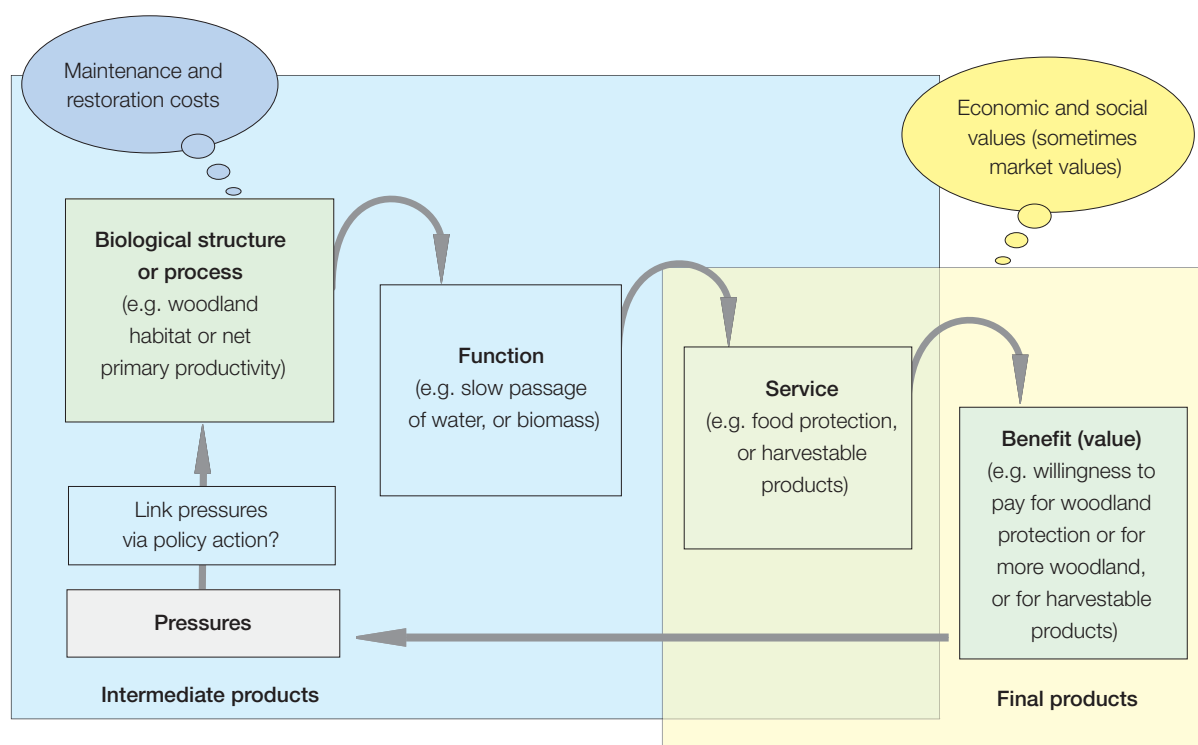 Maintenance and
restoration costs
Economic and social
values (sometimes
market values)
Biological structure
or process
(e.g. woodland
habitat or net
primary productivity)
Function
(e.g. slow passage
of water, or biomass)
Service
(e.g. food protection,
or harvestable
products)
Benefit (value)
(e.g. willingness to
pay for woodland
protection or for
more woodland,
or for harvestable
products)
Link pressures
via policy action?
Pressures
Intermediate products
Final products